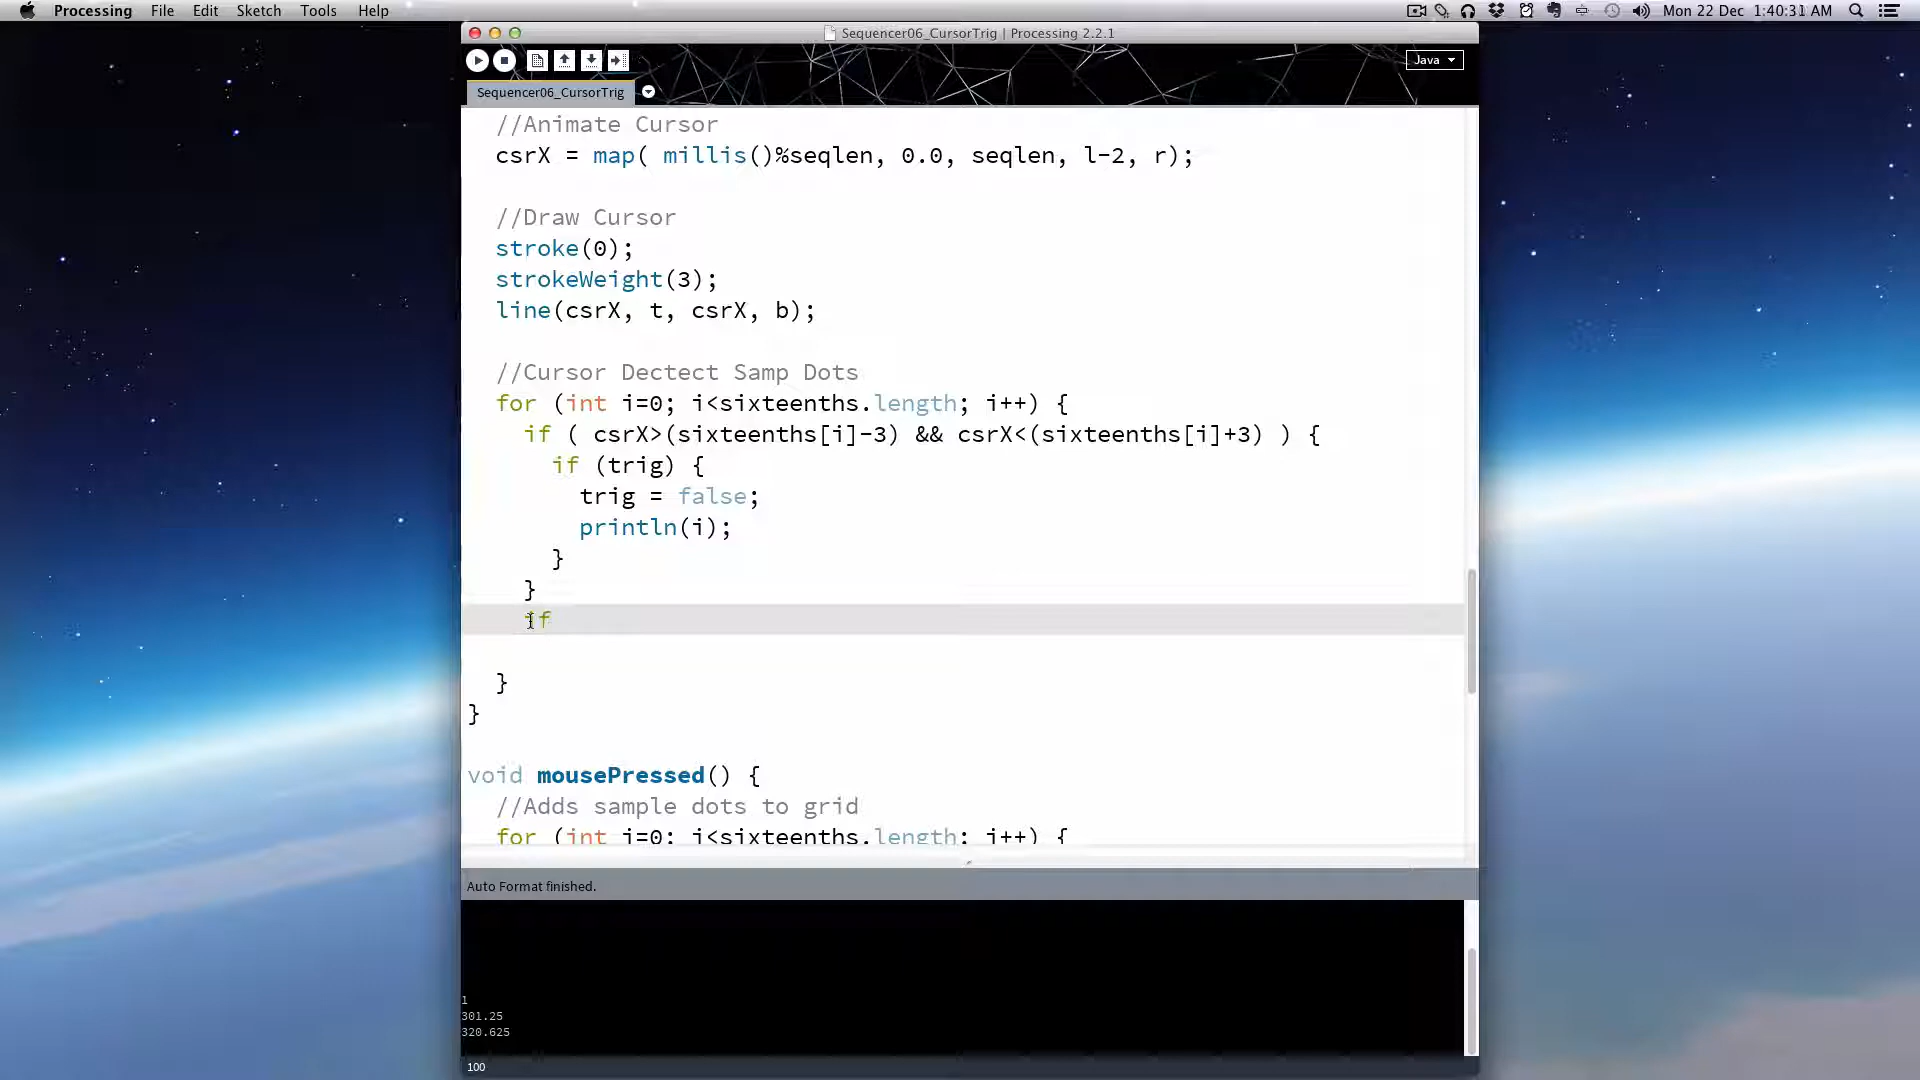 Processing File Edit Sketch Tools Help Mon 22 Dec 1:40:31 AM
Sequencer06_CursorTrig | Processing 2.2.1
Java
Sequencer06_CursorTrig
//Animate Cursor
csrX = map( millis()%seqlen, 0.0, seqlen, l-2, r);
//Draw Cursor
stroke(0);
strokeWeight(3);
line(csrX, t, csrX, b);
//Cursor Dectect Samp Dots
for (int i=0; i<sixteenths.length; i++) {
if ( csrX>(sixteenths[i]-3) && csrX<(sixteenths[i]+3) ) {
if (trig) {
trig = false;
println(i);
}
}
if
}
}
void mousePressed() {
//Adds sample dots to grid
for (int i=0; i<sixteenths.length; i++) {
Auto Format finished.
1
301.25
320.625
100